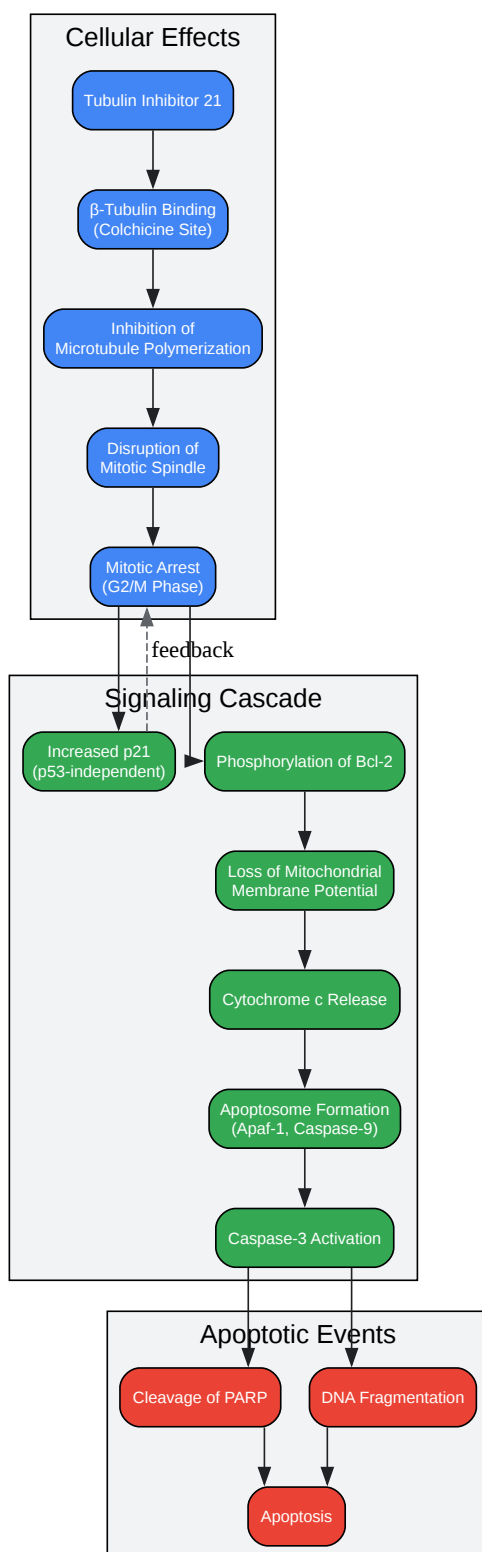 Cellular Effects
Tubulin Inhibitor 21
β-Tubulin Binding
(Colchicine Site)
Inhibition of
Microtubule Polymerization
Disruption of
Mitotic Spindle
Mitotic Arrest
(G2/M Phase)
feedback
Signaling Cascade
Increased p21
(p53-independent)
Phosphorylation of Bcl-2
Loss of Mitochondrial
Membrane Potential
Cytochrome c Release
Apoptosome Formation
(Apaf-1, Caspase-9)
Caspase-3 Activation
Apoptotic Events
Cleavage of PARP
DNA Fragmentation
Apoptosis